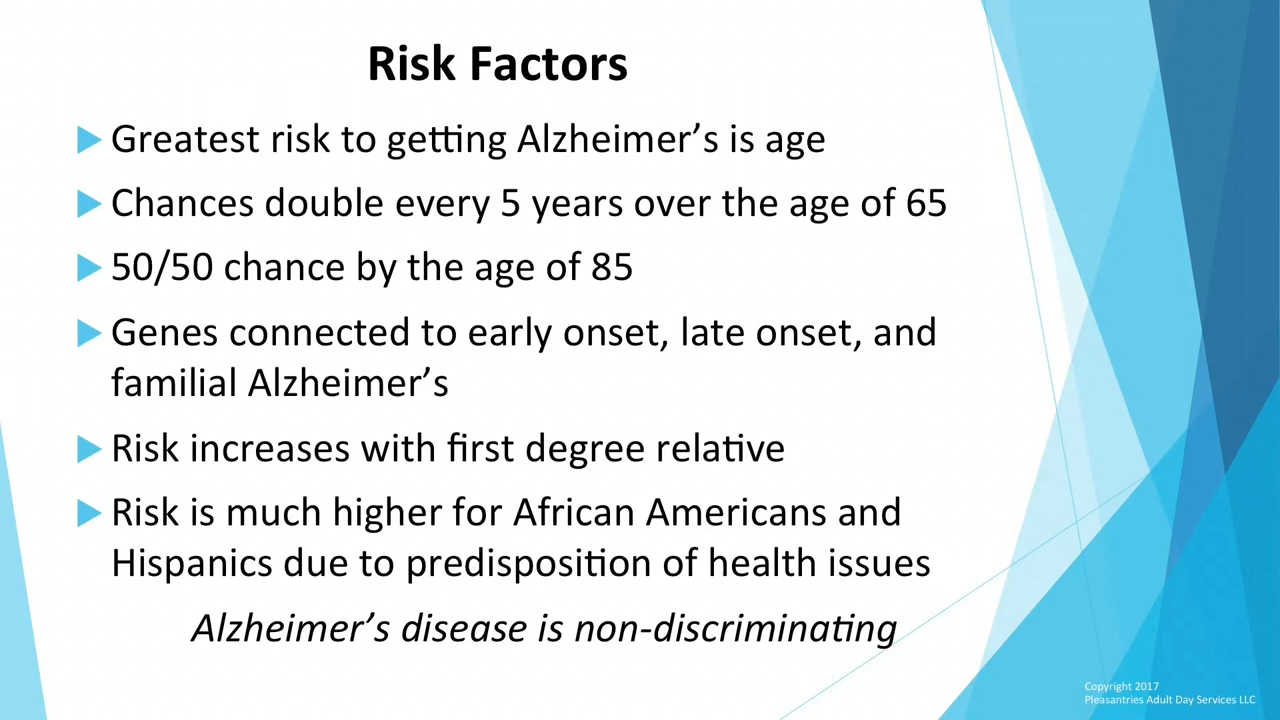 Risk Factors
Greatest risk to getting Alzheimer’s is age
Chances double every 5 years over the age of 65
50/50 chance by the age of 85
Genes connected to early onset, late onset, and
familial Alzheimer’s
Risk increases with first degree relative
Risk is much higher for African Americans and
Hispanics due to predisposition of health issues
Alzheimer’s disease is non-discriminating
Copyright 2017
Pleasantries Adult Day Services LLC